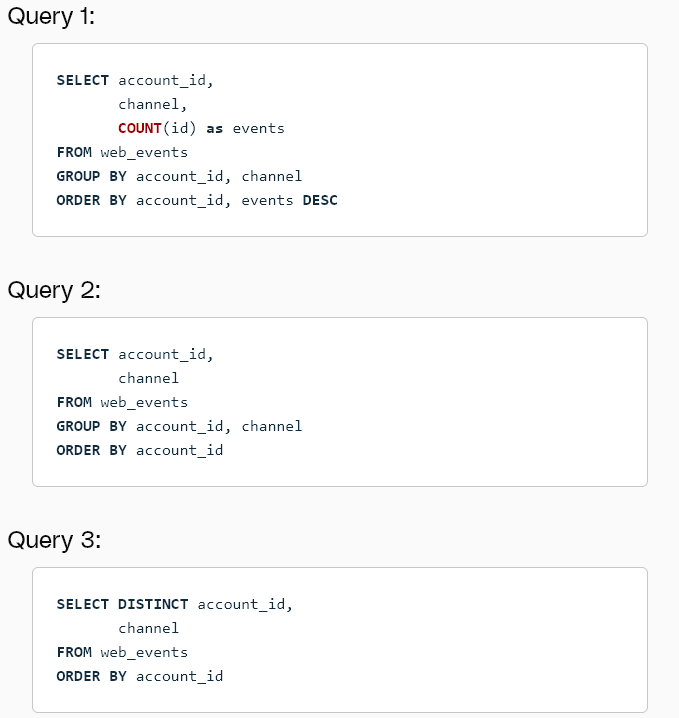 Query 1:
SELECT account_id,
       channel,
       COUNT(id) as events
FROM web_events
GROUP BY account_id, channel
ORDER BY account_id, events DESC
Query 2:
SELECT account_id,
       channel
FROM web_events
GROUP BY account_id, channel
ORDER BY account_id
Query 3:
SELECT DISTINCT account_id,
       channel
FROM web_events
ORDER BY account_id